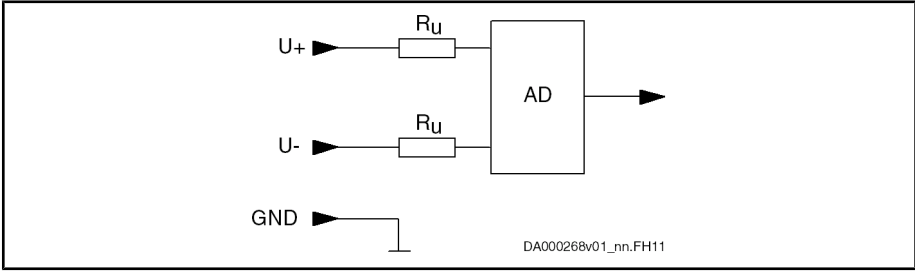 Ru
U+
AD
Ru
U-
GND
DA000268v01_nn.FH11